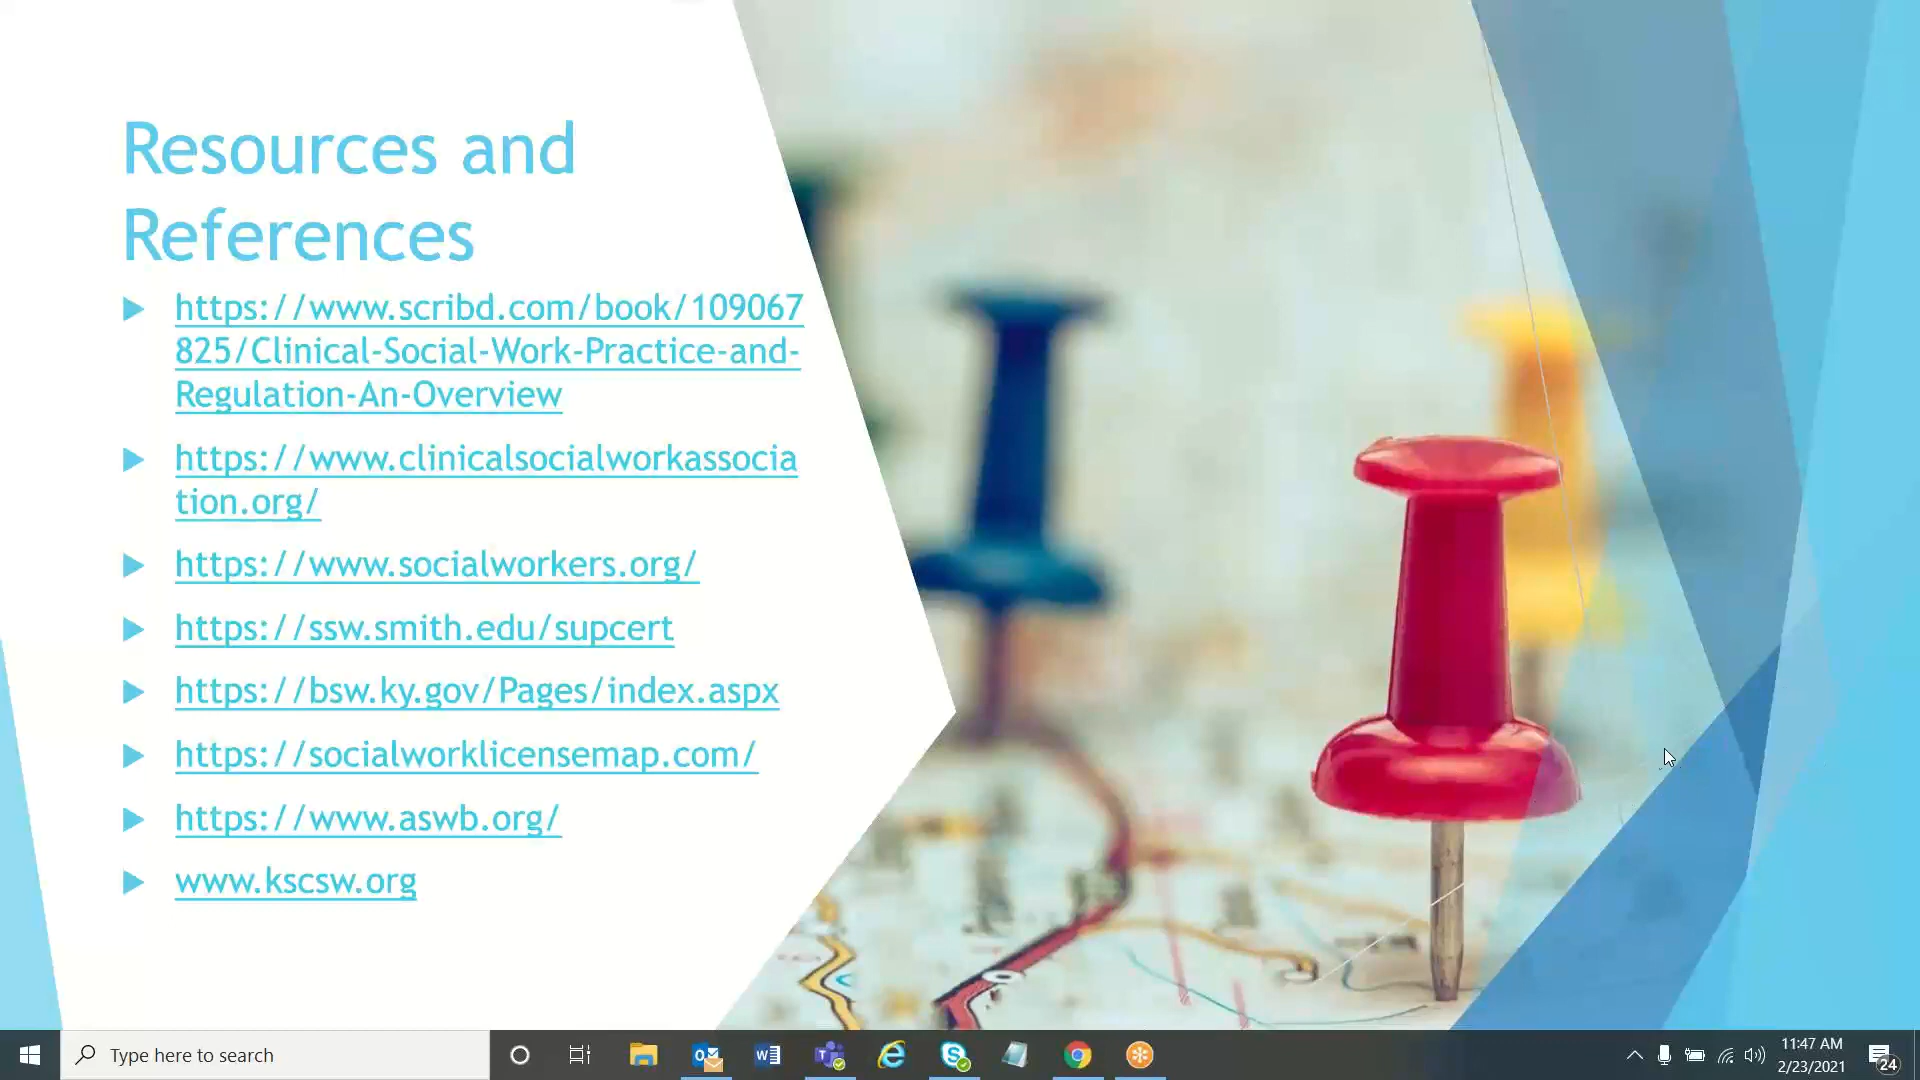 Resources and
References
https://www.scribd.com/book/109067
825/Clinical-Social-Work-Practice-and-
Regulation-An-Overview
https://www.clinicalsocialworkassocia
tion.org/
https://www.socialworkers.org/
https://ssw.smith.edu/supcert
https://bsw.ky.gov/Pages/index.aspx
https://socialworklicensemap.com/
https://www.aswb.org/
www.kscsw.org
Type here to search
11:47 AM
2/23/2021
24